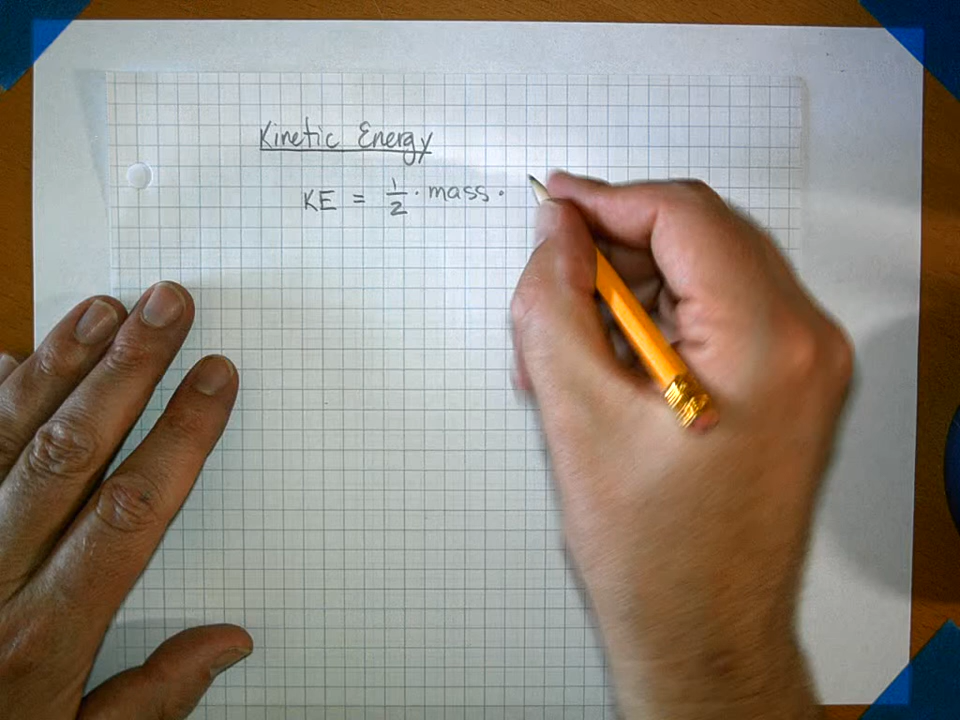 Kinetic Energy
KE = 1/2 · mass ·